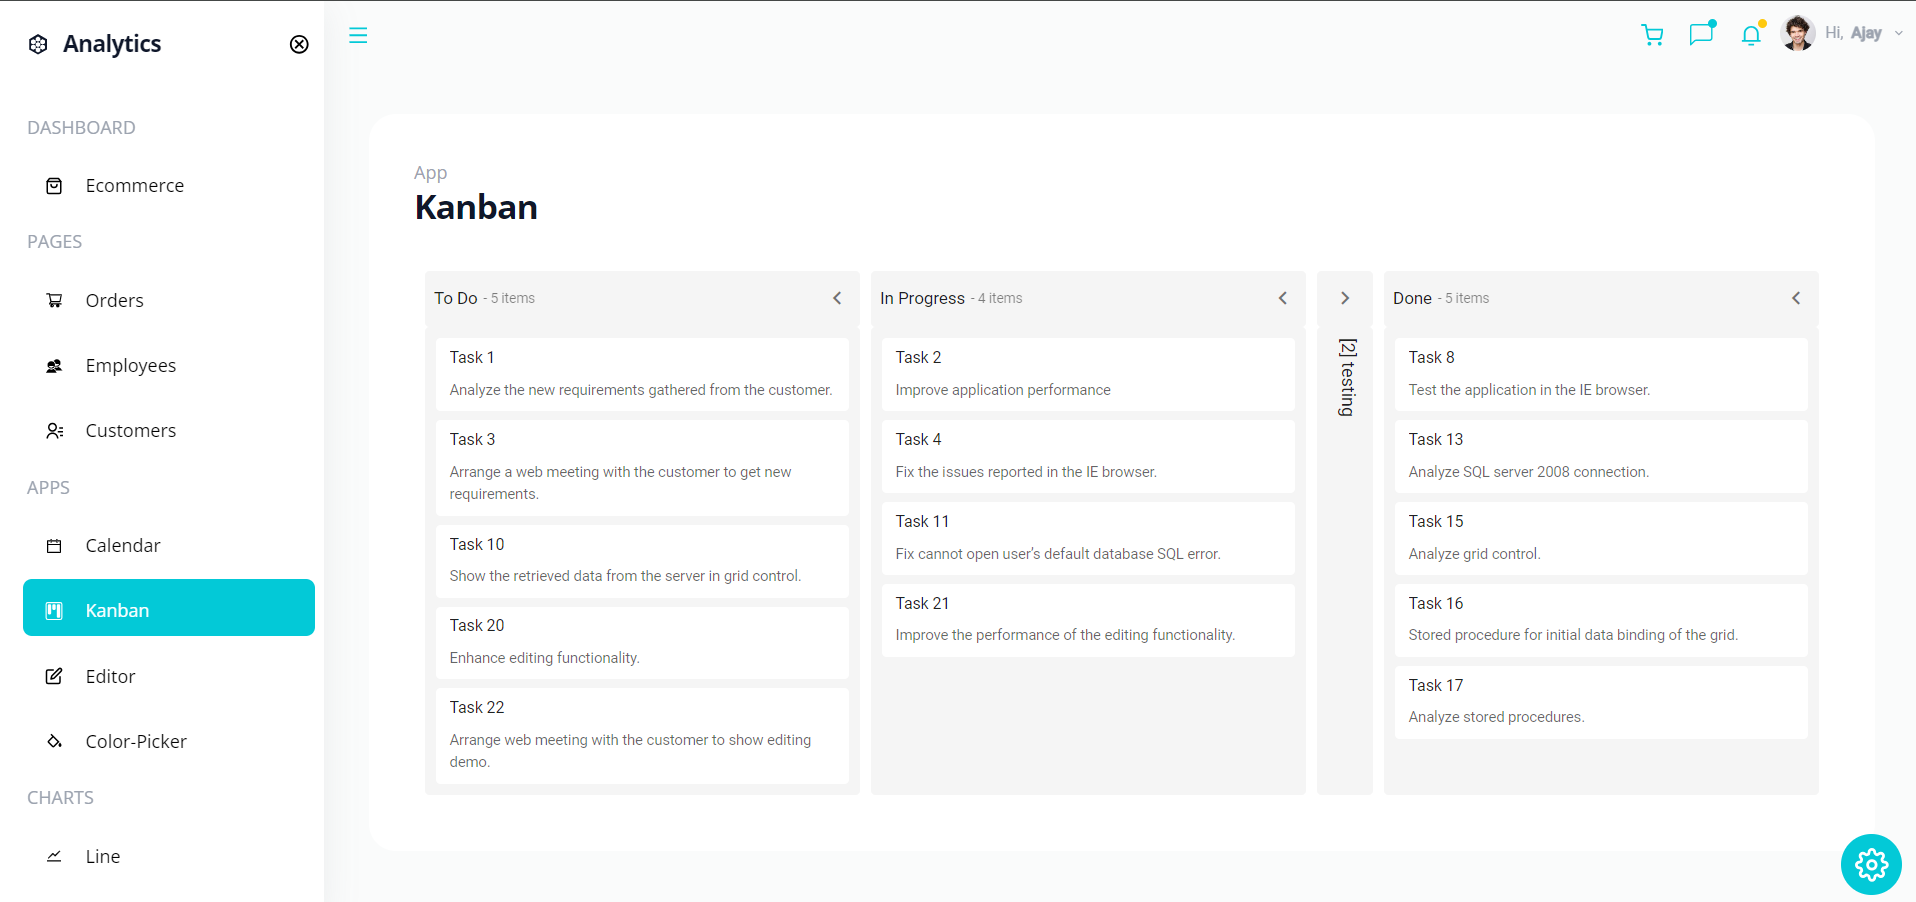 Analytics
Hi, Ajay
DASHBOARD
Ecommerce
PAGES
Orders
Employees
Customers
APPS
Calendar
Kanban
Editor
Color-Picker
CHARTS
Line
App
Kanban
To Do - 5 items
Task 1
Analyze the new requirements gathered from the customer.
Task 3
Arrange a web meeting with the customer to get new
requirements.
Task 10
Show the retrieved data from the server in grid control.
Task 20
Enhance editing functionality.
Task 22
Arrange web meeting with the customer to show editing
demo.
In Progress - 4 items
Task 2
Improve application performance
Task 4
Fix the issues reported in the IE browser.
Task 11
Fix cannot open user's default database SQL error.
Task 21
Improve the performance of the editing functionality.
[2] testing
Done - 5 items
Task 8
Test the application in the IE browser.
Task 13
Analyze SQL server 2008 connection.
Task 15
Analyze grid control.
Task 16
Stored procedure for initial data binding of the grid.
Task 17
Analyze stored procedures.